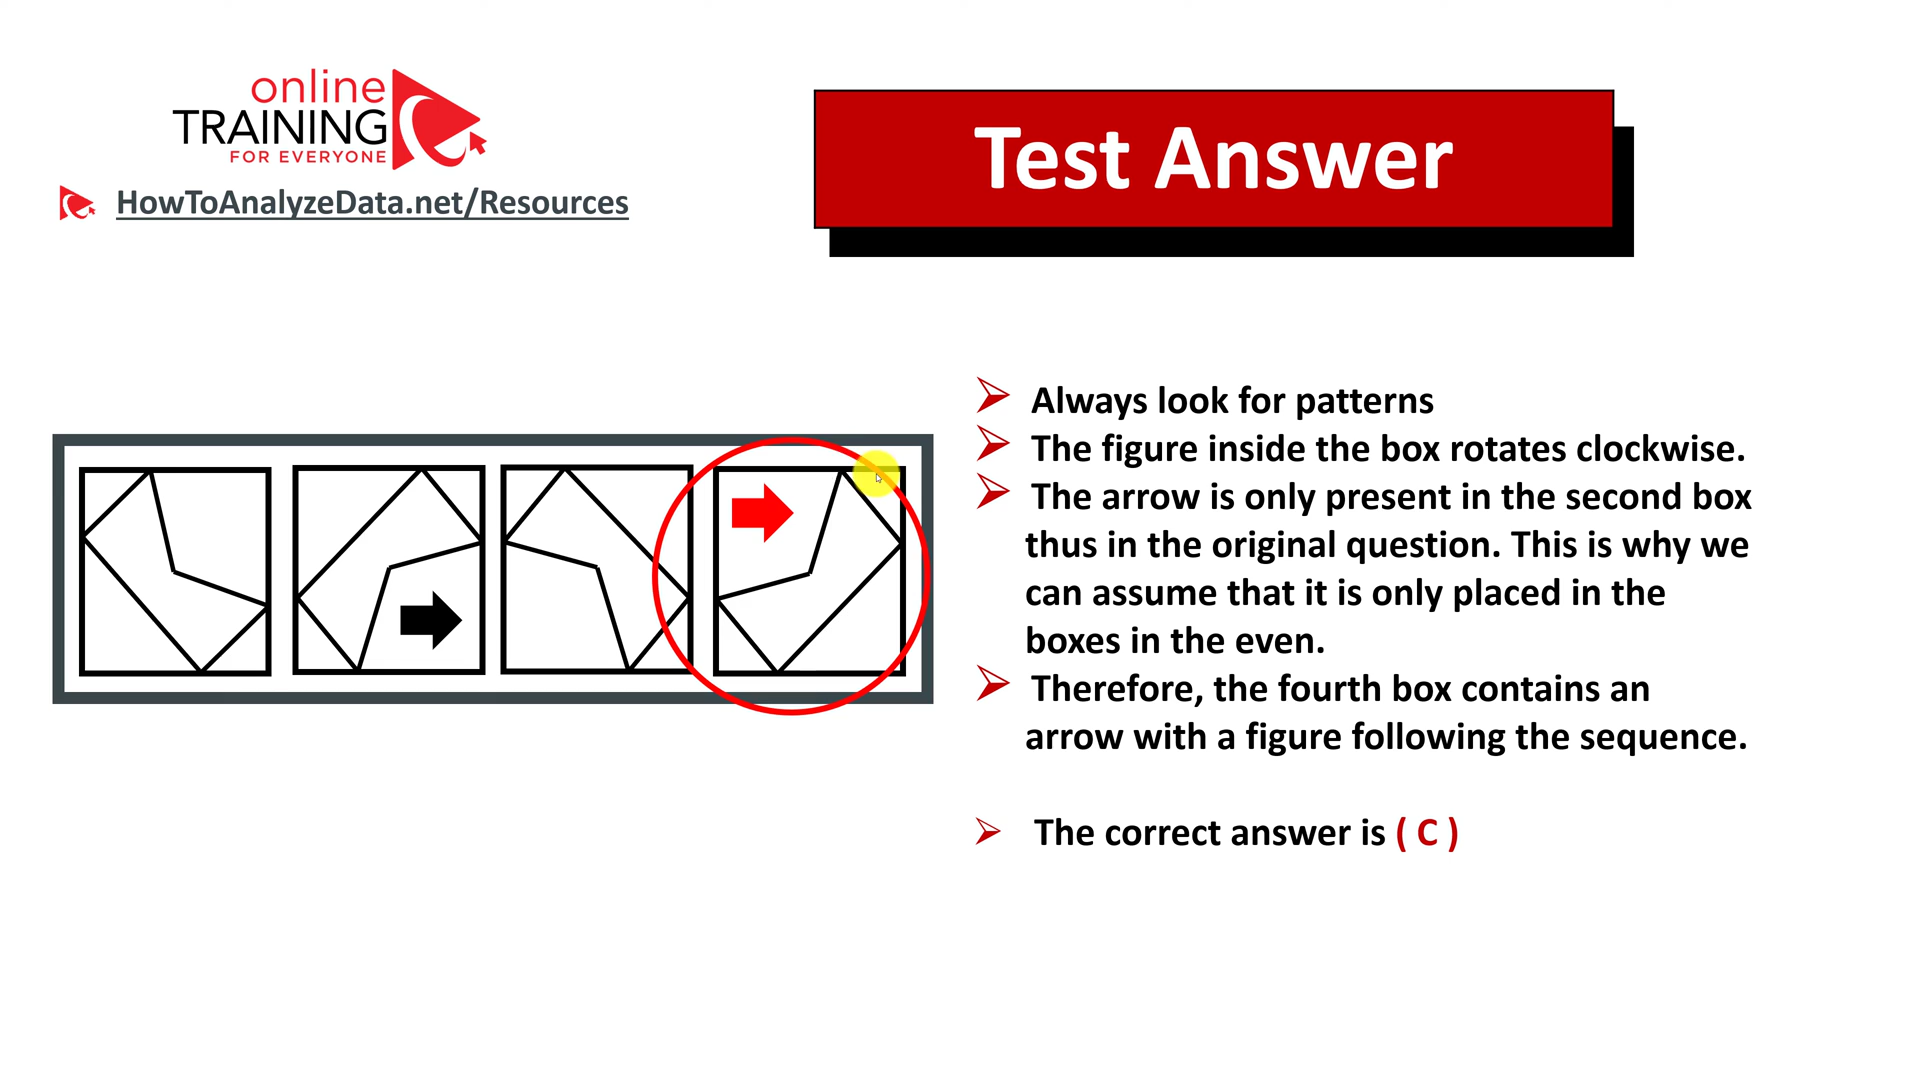 online
TRAINING
FOR EVERYONE
HowToAnalyzeData.net/Resources
Test Answer
Always look for patterns
The figure inside the box rotates clockwise.
The arrow is only present in the second box
thus in the original question. This is why we
can assume that it is only placed in the
boxes in the even.
Therefore, the fourth box contains an
arrow with a figure following the sequence.
The correct answer is ( C )